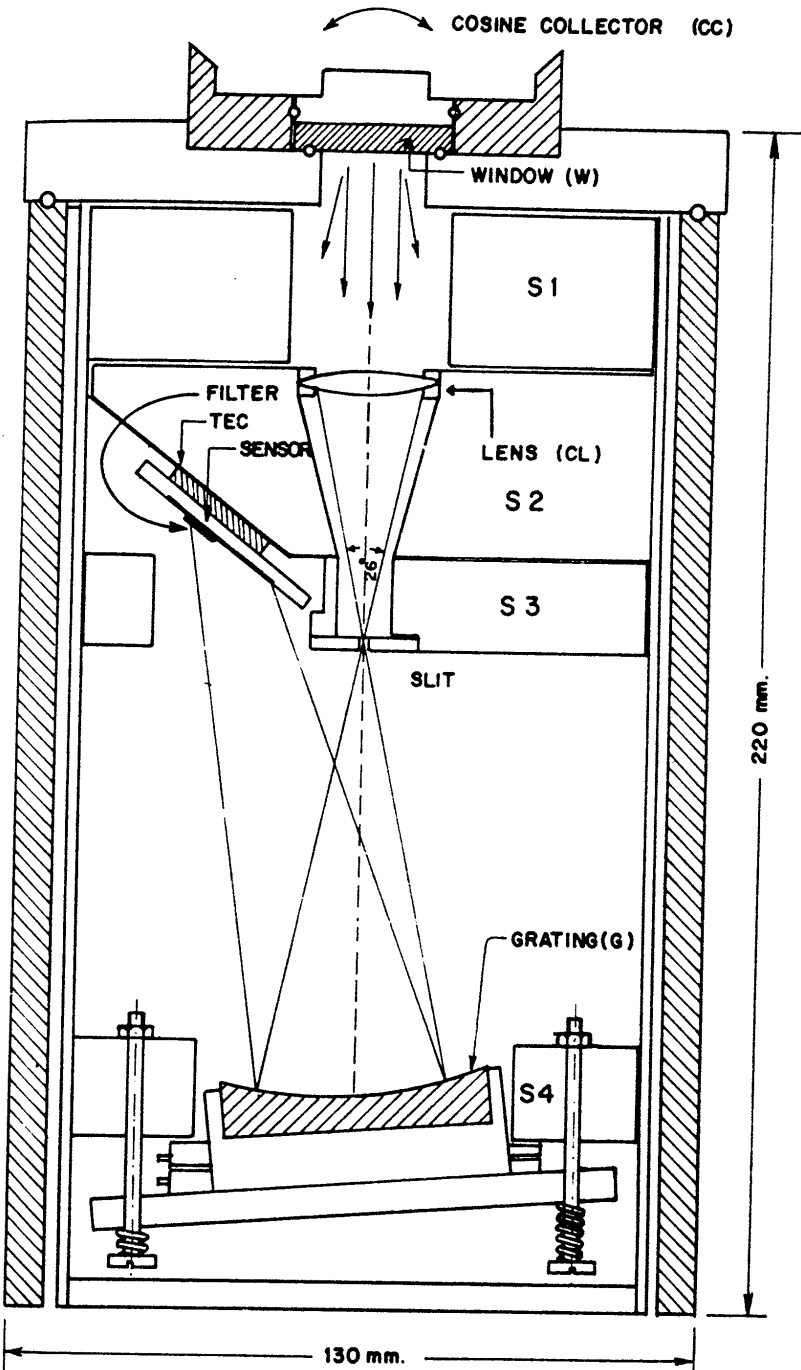 COSINE COLLECTOR (CC)
WINDOW (W)
S1
FILTER
TEC
SENSOR
LENS (CL)
S2
26
S3
SLIT
220 mm.
GRATING(G)
S4
130 mm.